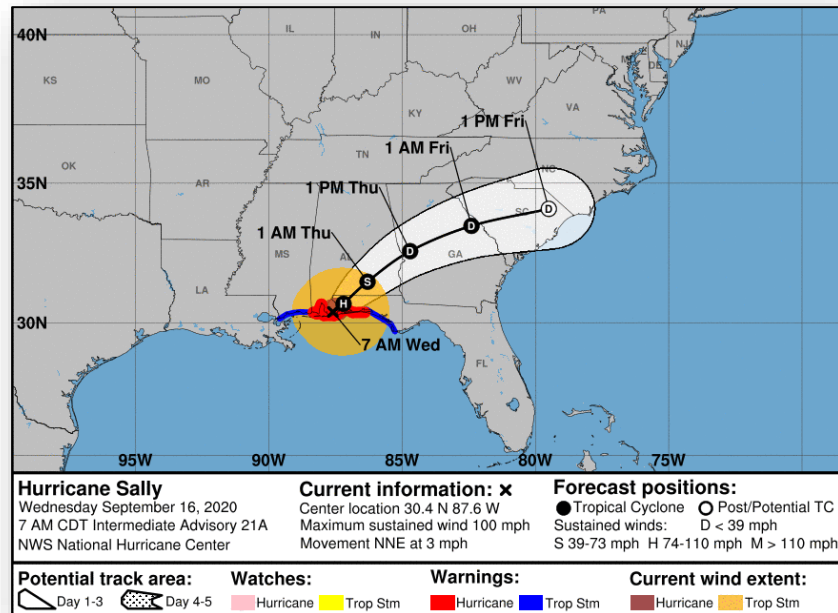 40N
35N
30N
95W
90W
85W
80W
75W
IL
IN
OH
PA
NJ
MD
DE
KS
MO
WV
KY
VA
OK
AR
TN
NC
SC
MS
AL
GA
LA
FL
1 PM Fri
1 AM Fri
1 PM Thu
1 AM Thu
7 AM Wed
D
D
D
S
H
Hurricane Sally
Wednesday September 16, 2020
7 AM CDT Intermediate Advisory 21A
NWS National Hurricane Center
Current information: ×
Center location 30.4 N 87.6 W
Maximum sustained wind 100 mph
Movement NNE at 3 mph
Forecast positions:
Tropical Cyclone Post/Potential TC
Sustained winds: D < 39 mph
S 39-73 mph H 74-110 mph M > 110 mph
Potential track area:
Day 1-3 Day 4-5
Watches:
Hurricane Trop Stm
Warnings:
Hurricane Trop Stm
Current wind extent:
Hurricane Trop Stm